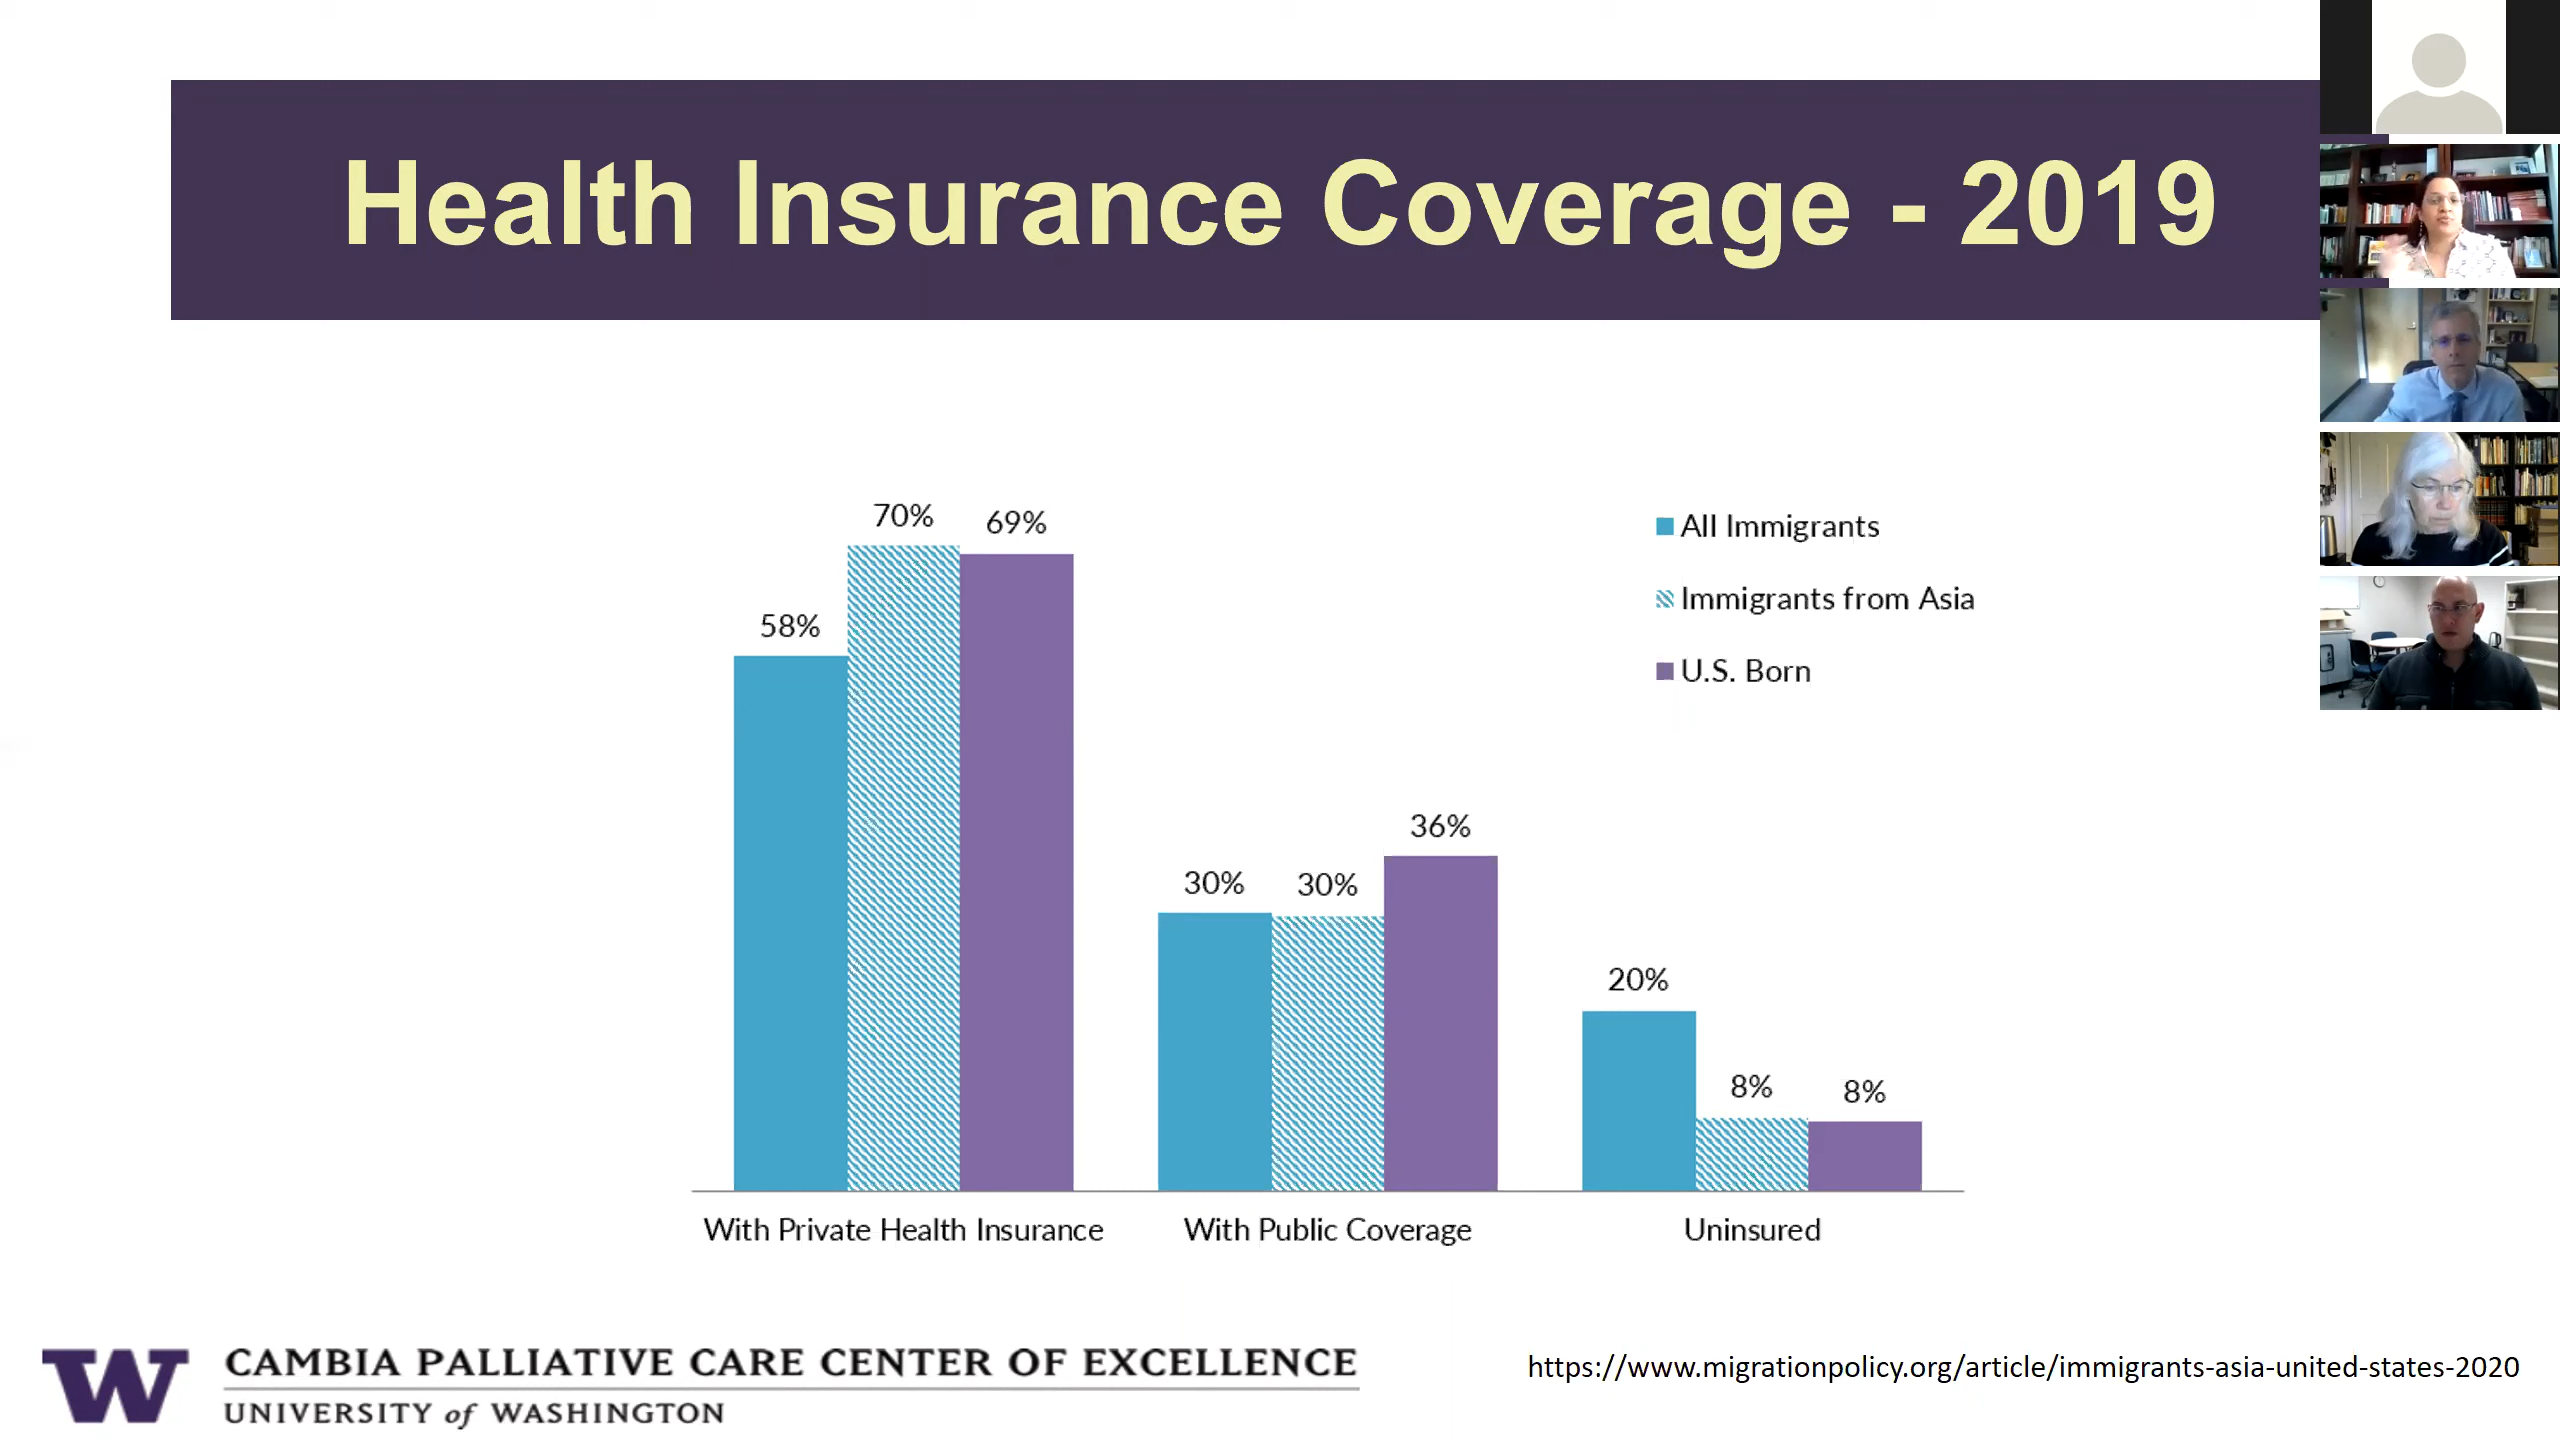 Health Insurance Coverage - 2019
70%
69%
58%
All Immigrants
Immigrants from Asia
U.S. Born
36%
30%
30%
20%
8%
8%
With Private Health Insurance
With Public Coverage
Uninsured
W
CAMBIA PALLIATIVE CARE CENTER OF EXCELLENCE
UNIVERSITY of WASHINGTON
https://www.migrationpolicy.org/article/immigrants-asia-united-states-2020